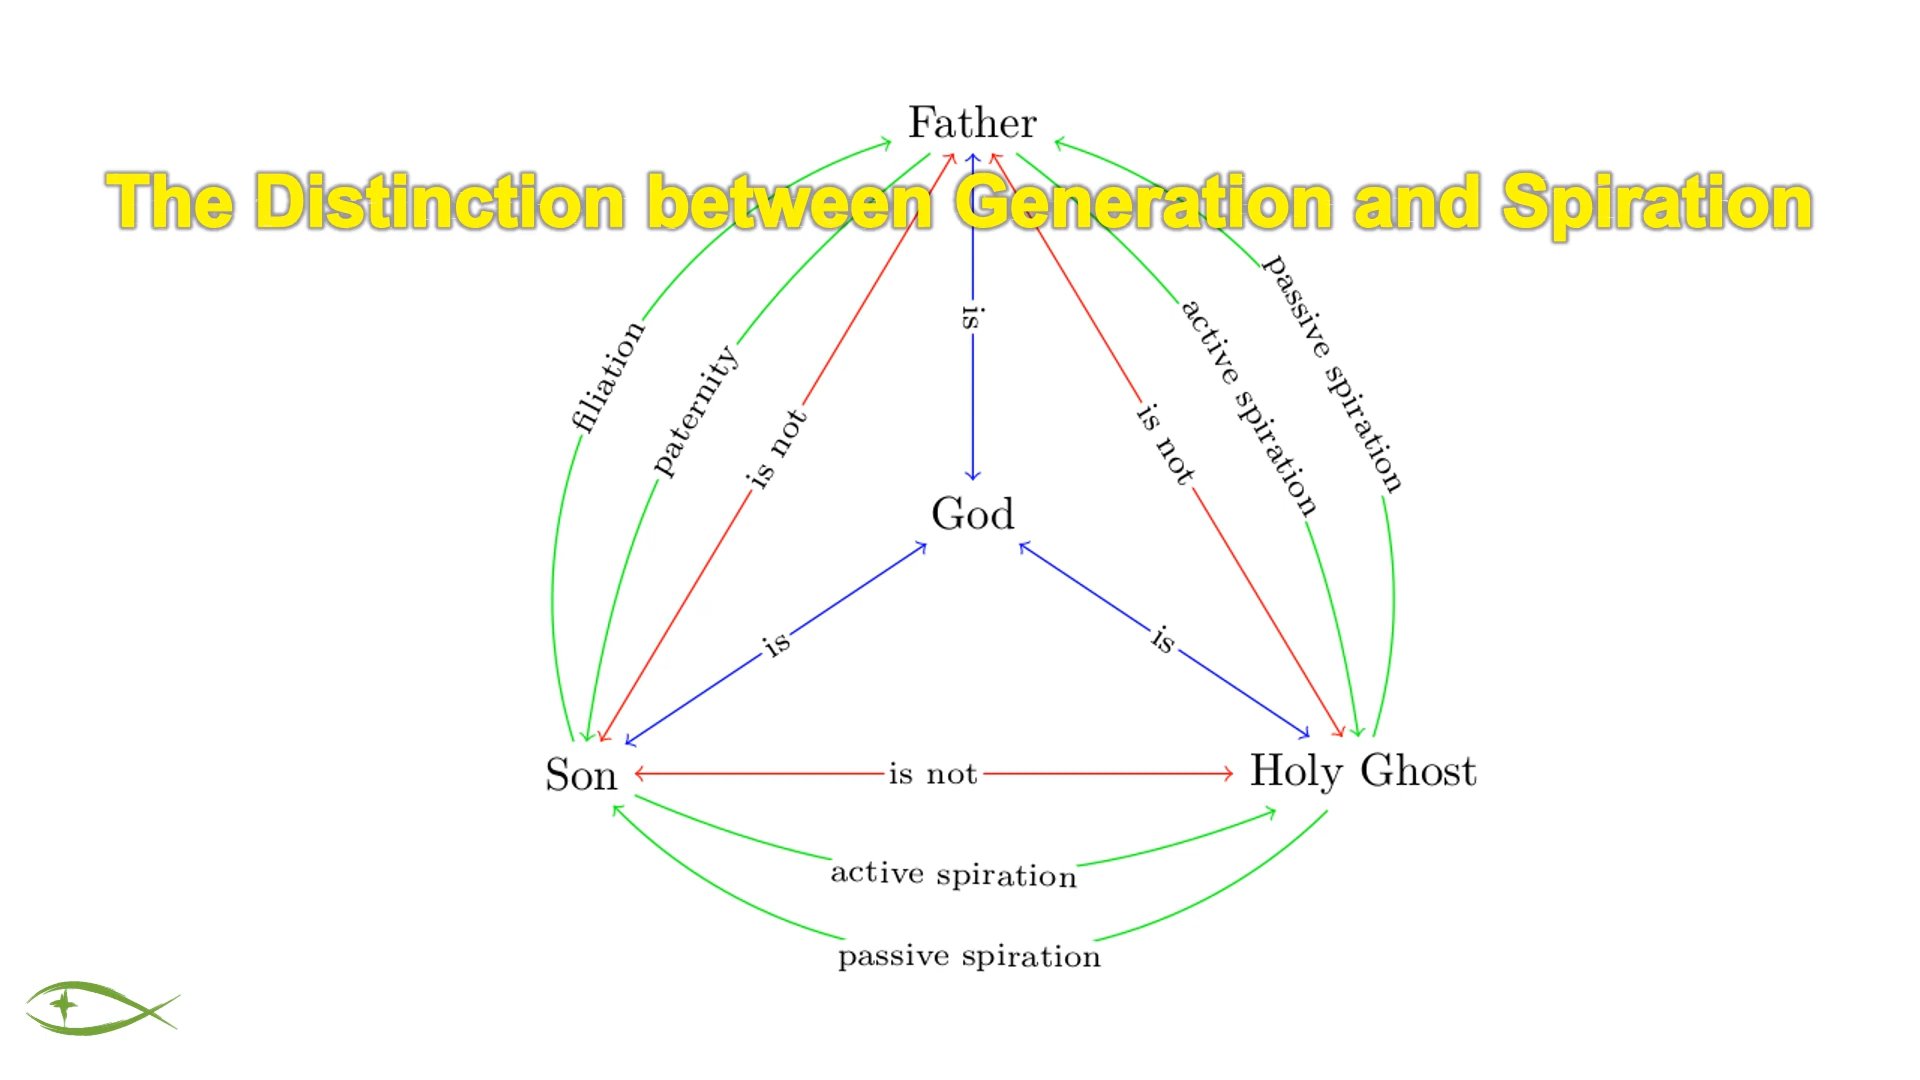 Father
The Distinction between Generation and Spiration
passive spiration
active spiration
is
filiation
paternity
is not
is not
God
is
is
Son
is not
Holy Ghost
active spiration
passive spiration